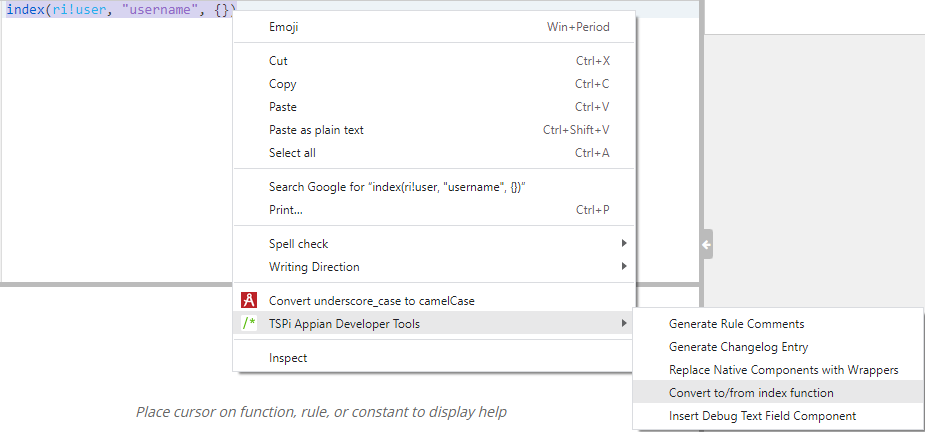 index(ri!user, "username", {})
Emoji Win+Period
Cut Ctrl+X
Copy Ctrl+C
Paste Ctrl+V
Paste as plain text Ctrl+Shift+V
Select all Ctrl+A
Search Google for “index(ri!user, "username", {})”
Print... Ctrl+P
Spell check
Writing Direction
Convert underscore_case to camelCase
/* TSPi Appian Developer Tools
Inspect
Generate Rule Comments
Generate Changelog Entry
Replace Native Components with Wrappers
Convert to/from index function
Insert Debug Text Field Component
Place cursor on function, rule, or constant to display help